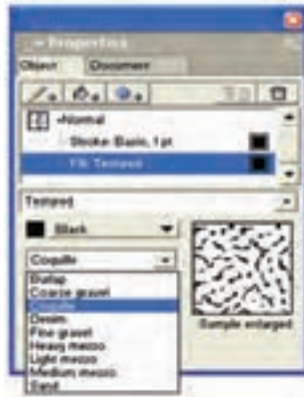 Properties
Object Document
Normal
Stroke: Basic, 1 pt
Fill: Textured
Textured
Black
Coquille
Burlap
Coarse gravel
Coquille
Denim
Fine gravel
Heavy mezzo
Light mezzo
Medium mezzo
Sand
Sample enlarged